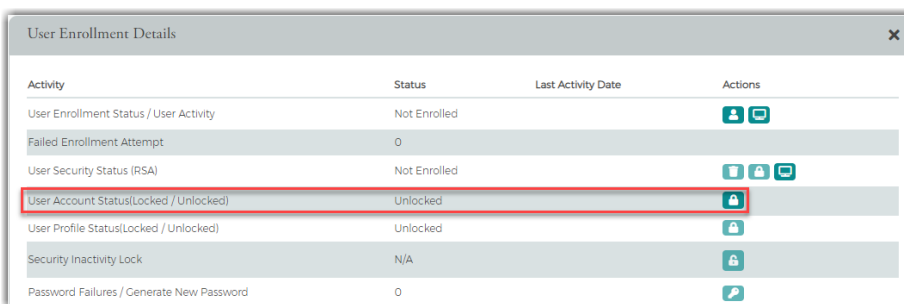 User Enrollment Details
Activity Status Last Activity Date Actions
User Enrollment Status / User Activity Not Enrolled
Failed Enrollment Attempt 0
User Security Status (RSA) Not Enrolled
User Account Status(Locked / Unlocked) Unlocked
User Profile Status(Locked / Unlocked) Unlocked
Security Inactivity Lock N/A
Password Failures / Generate New Password 0